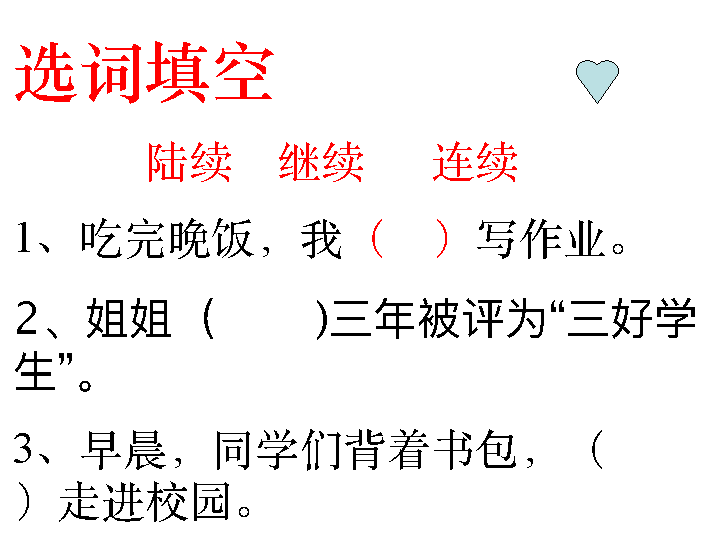 选词填空
陆续 继续 连续
1、吃完晚饭，我（ ）写作业。
2、姐姐（ )三年被评为“三好学
生”。
3、早晨，同学们背着书包，（
）走进校园。